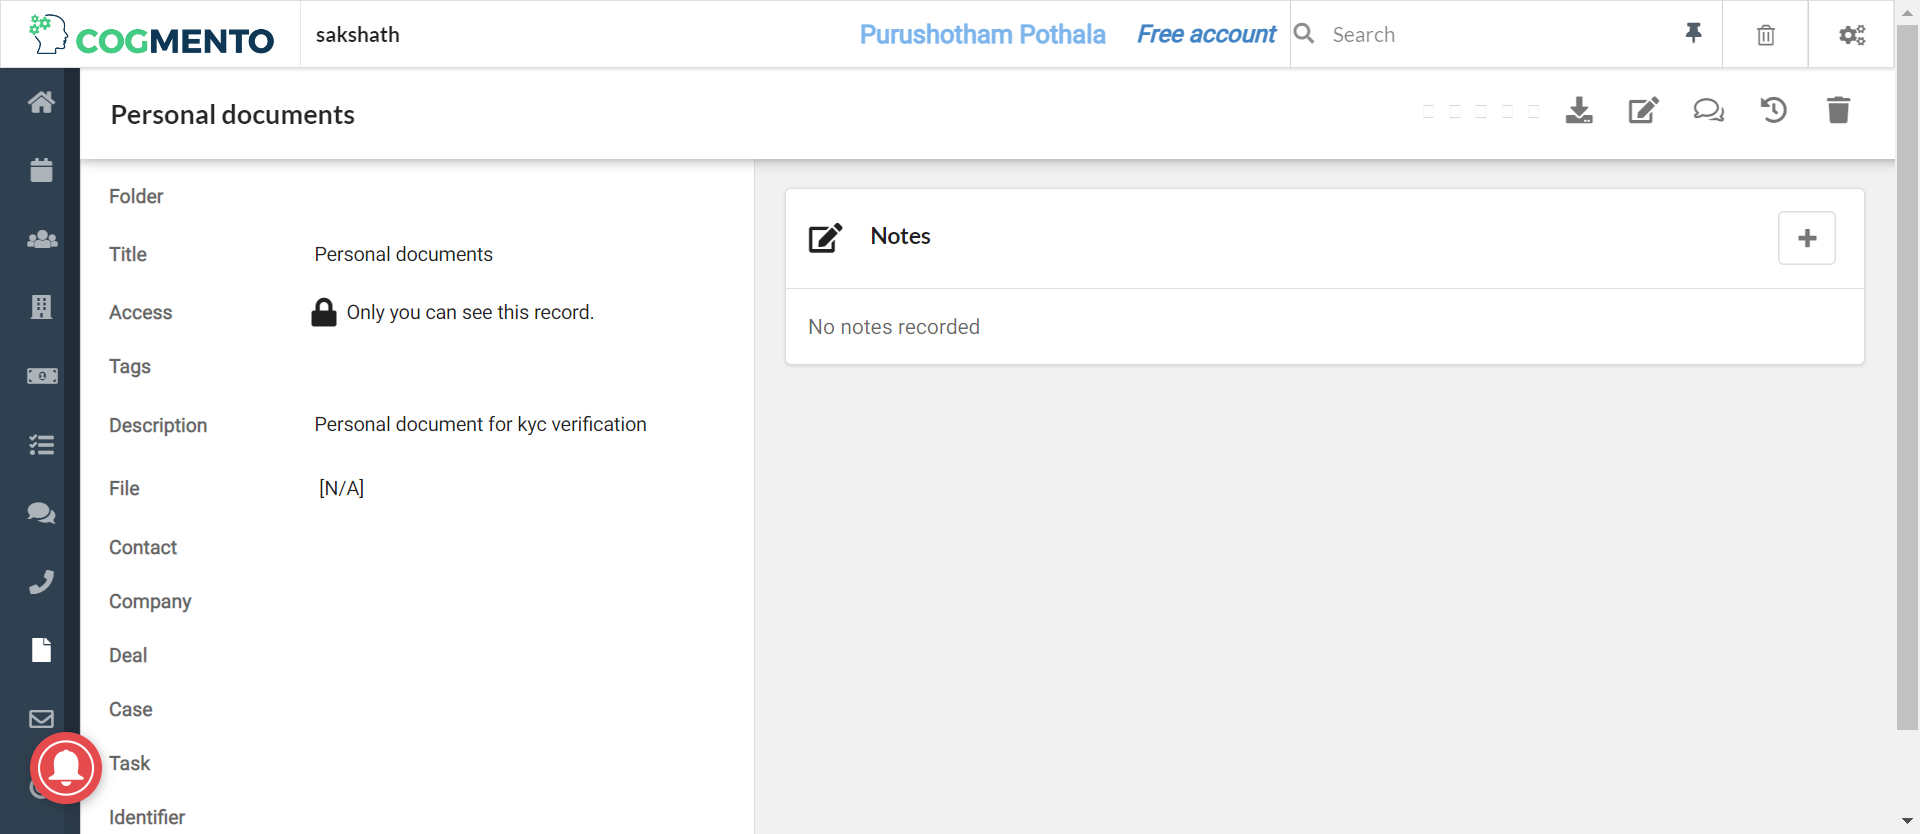 COGMENTO
sakshath
Purushotham Pothala
Free account
Search
Personal documents
Folder
Title
Personal documents
Access
Only you can see this record.
Tags
Description
Personal document for kyc verification
File
[N/A]
Contact
Company
Deal
Case
Task
Identifier
Notes
No notes recorded